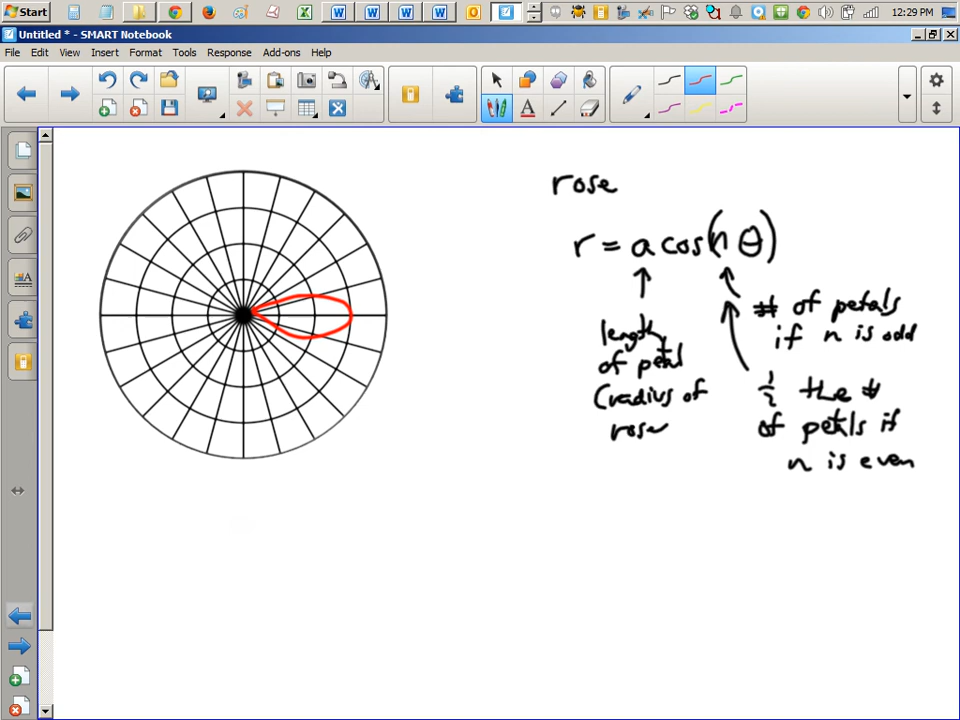 Start
12:29 PM
Untitled * - SMART Notebook
File Edit View Insert Format Tools Response Add-ons Help
rose
r = a cos(n θ)
length
of petal
(radius of
rose
# of petals
if n is odd
1/2 the #
of petals if
n is even